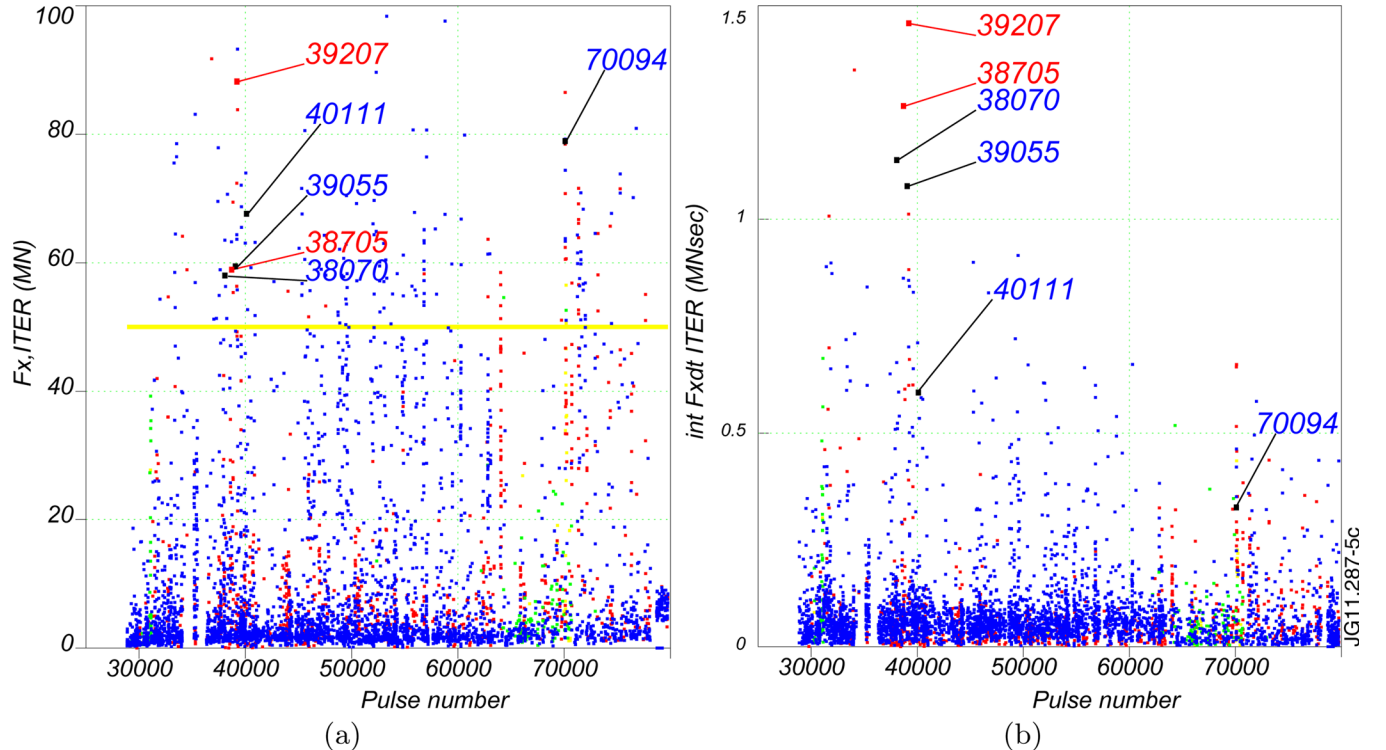 100
80
60
40
20
0
Fx,ITER (MN)
39207
70094
40111
39055
38705
38070
30000 40000 50000 60000 70000
Pulse number
(a)
1.5
1
0.5
0
int Fxdt ITER (MNsec)
39207
38705
38070
39055
40111
70094
30000 40000 50000 60000 70000
Pulse number
(b)
JG11.287-5c